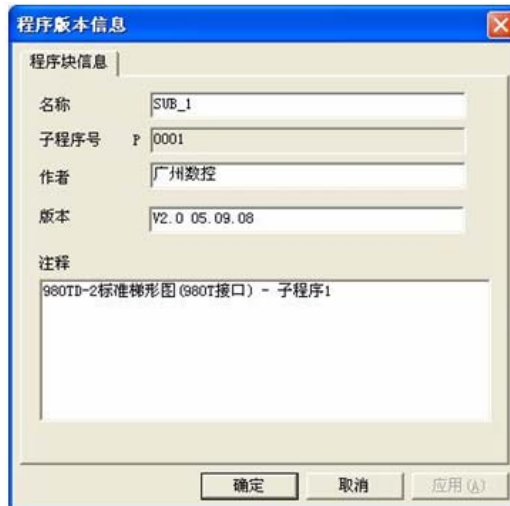 程序版本信息
程序块信息
名称 SUB_1
子程序号 P 0001
作者 广州数控
版本 V2.0 05.09.08
注释
980TD-2标准梯形图(980T接口) - 子程序1
确定 取消 应用(A)